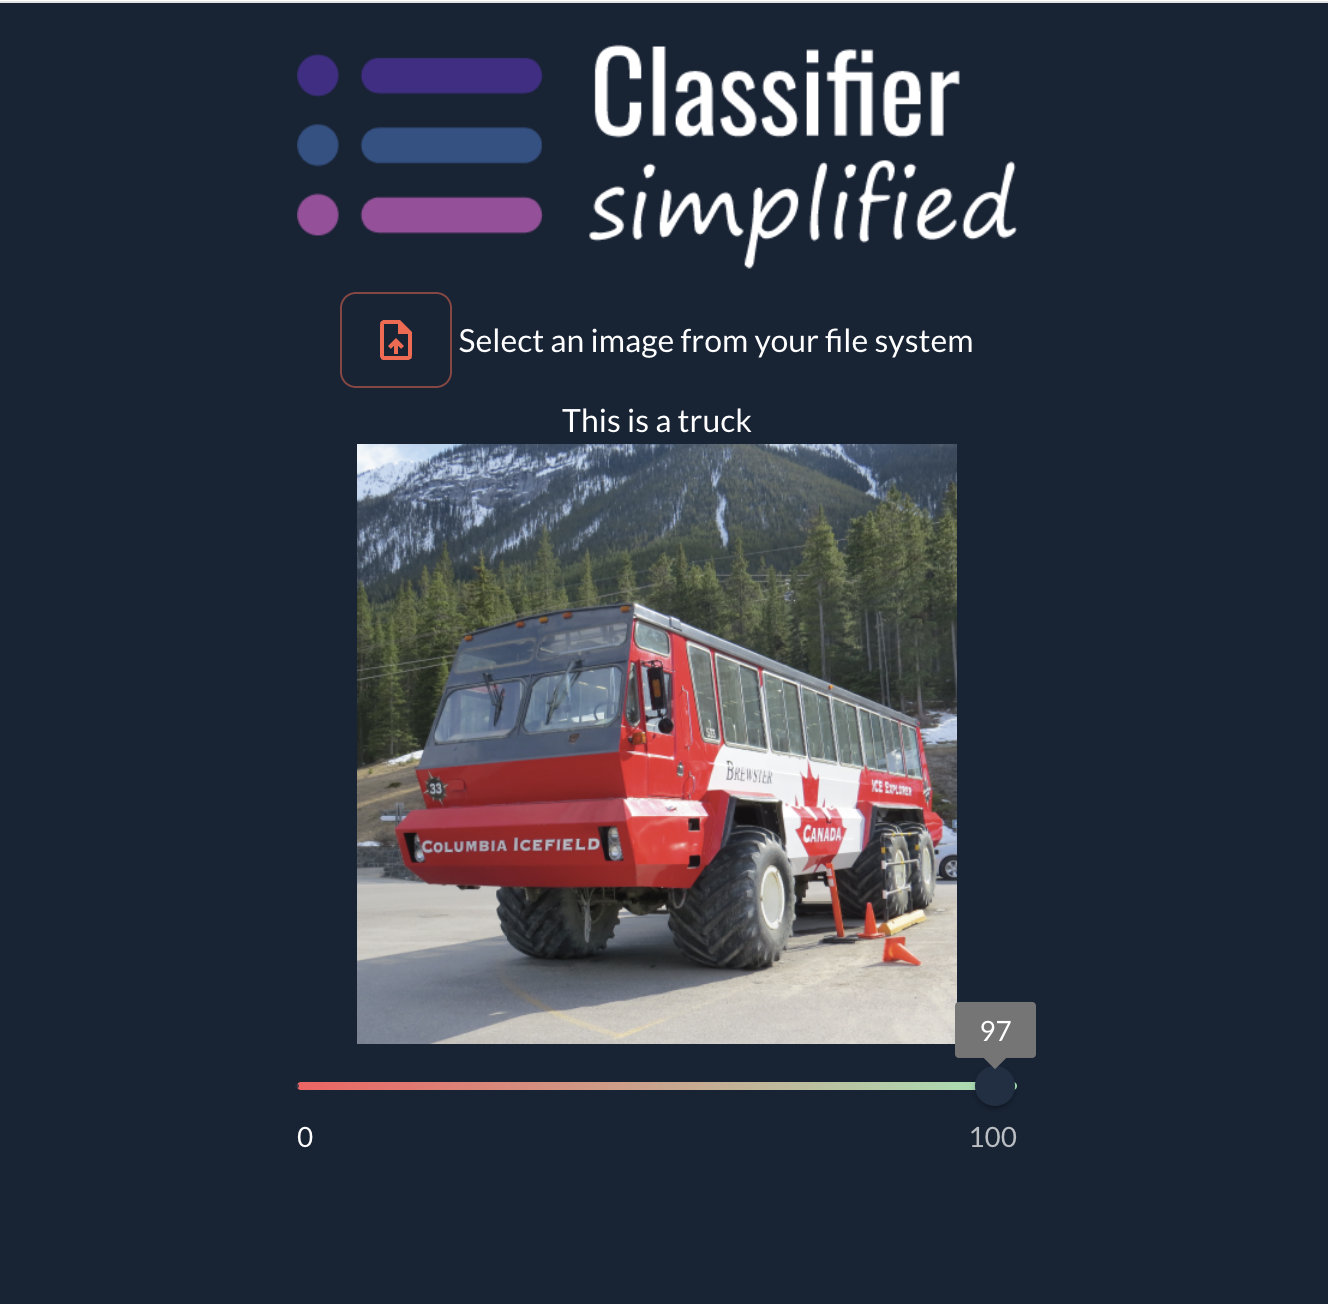 Classifier
simplified
Select an image from your file system
This is a truck
33
BREWSTER
ICE EXPLORER
CANADA
COLUMBIA ICEFIELD
97
0
100